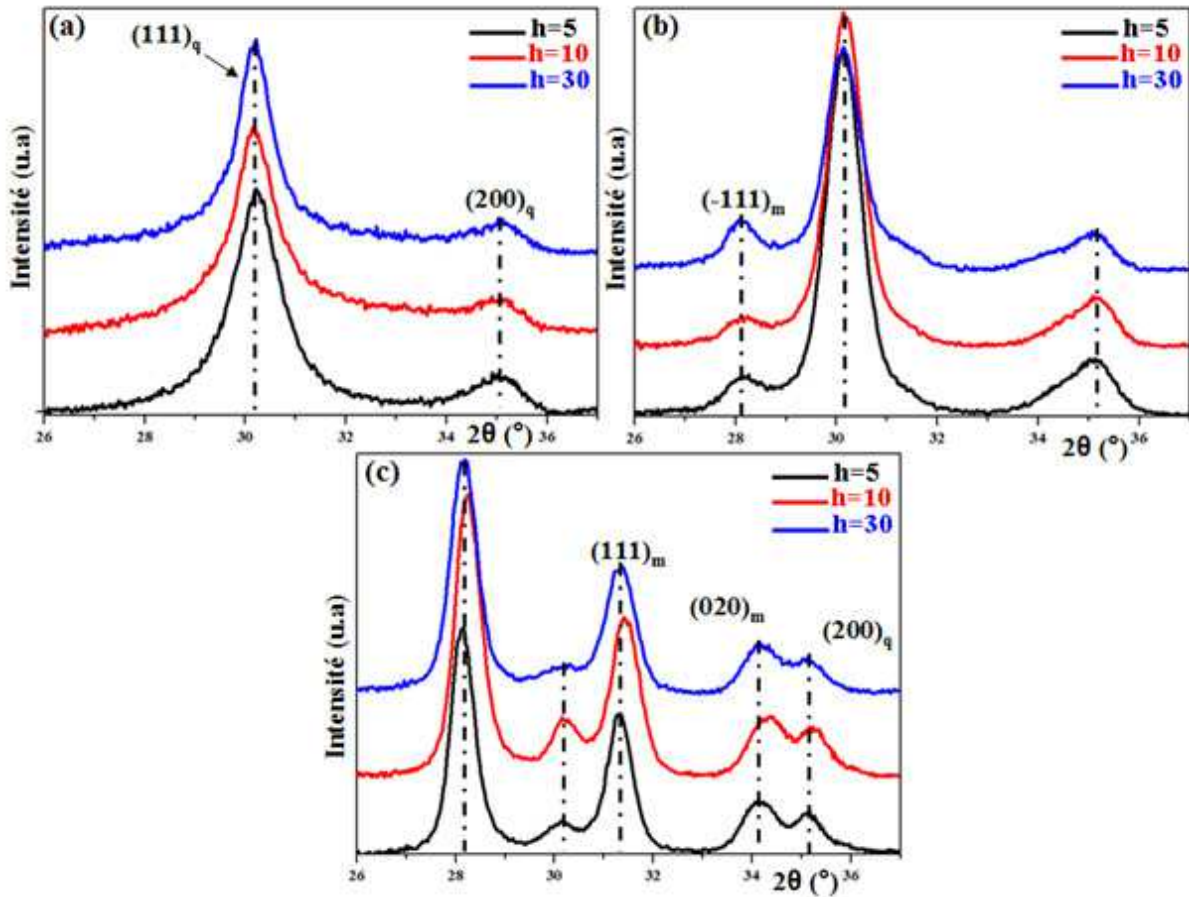 (a)
(111)q
h=5
h=10
h=30
(200)q
Intensité (u.a)
26 28 30 32 34 36
2θ (°)
(b)
h=5
h=10
h=30
(-111)m
Intensité (u.a)
26 28 30 32 34 36
2θ (°)
(c)
h=5
h=10
h=30
(111)m
(020)m
(200)q
Intensité (u.a)
26 28 30 32 34 36
2θ (°)